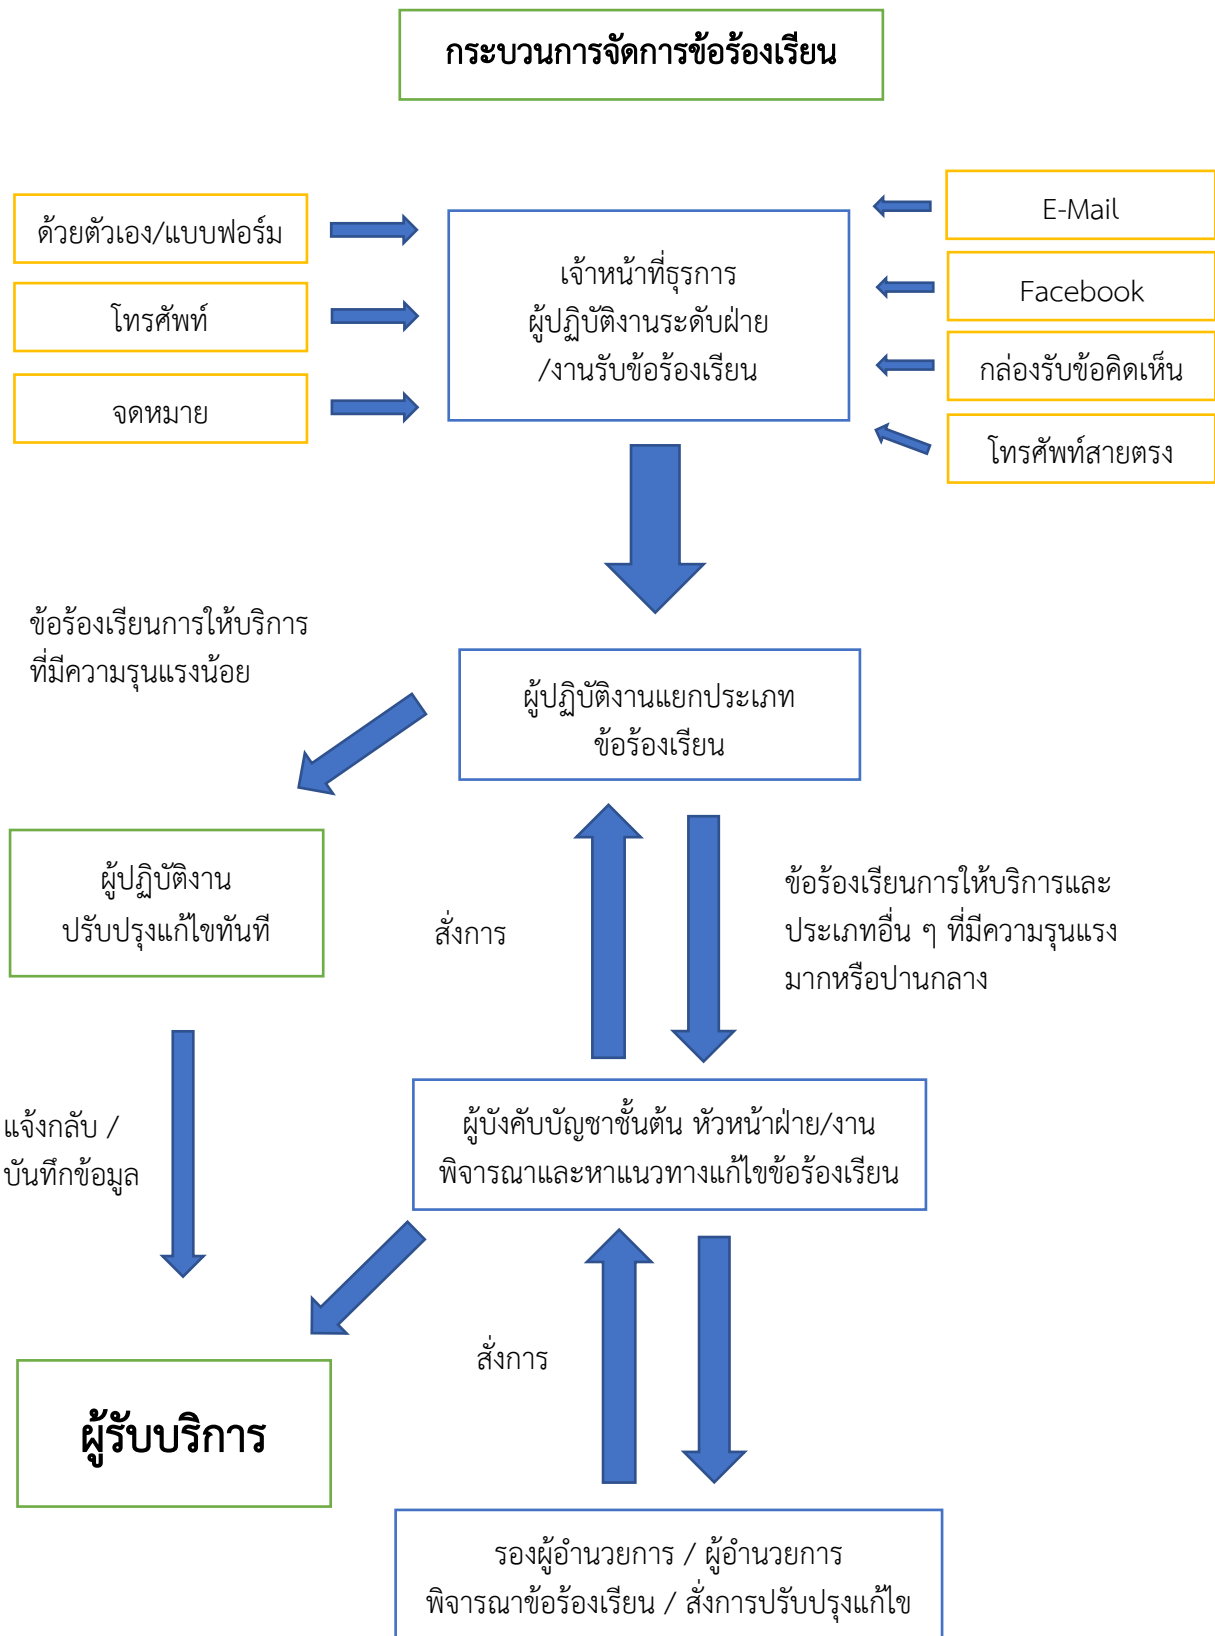 กระบวนการจัดการข้อร้องเรียน
ด้วยตัวเอง/แบบฟอร์ม
โทรศัพท์
จดหมาย
เจ้าหน้าที่ธุรการ
ผู้ปฏิบัติงานระดับฝ่าย
/งานรับข้อร้องเรียน
E-Mail
Facebook
กล่องรับข้อคิดเห็น
โทรศัพท์สายตรง
ข้อร้องเรียนการให้บริการ
ที่มีความรุนแรงน้อย
ผู้ปฏิบัติงานแยกประเภท
ข้อร้องเรียน
ผู้ปฏิบัติงาน
ปรับปรุงแก้ไขทันที
สั่งการ
ข้อร้องเรียนการให้บริการและ
ประเภทอื่น ๆ ที่มีความรุนแรง
มากหรือปานกลาง
แจ้งกลับ /
บันทึกข้อมูล
ผู้บังคับบัญชาชั้นต้น หัวหน้าฝ่าย/งาน
พิจารณาและหาแนวทางแก้ไขข้อร้องเรียน
สั่งการ
ผู้รับบริการ
รองผู้อำนวยการ / ผู้อำนวยการ
พิจารณาข้อร้องเรียน / สั่งการปรับปรุงแก้ไข